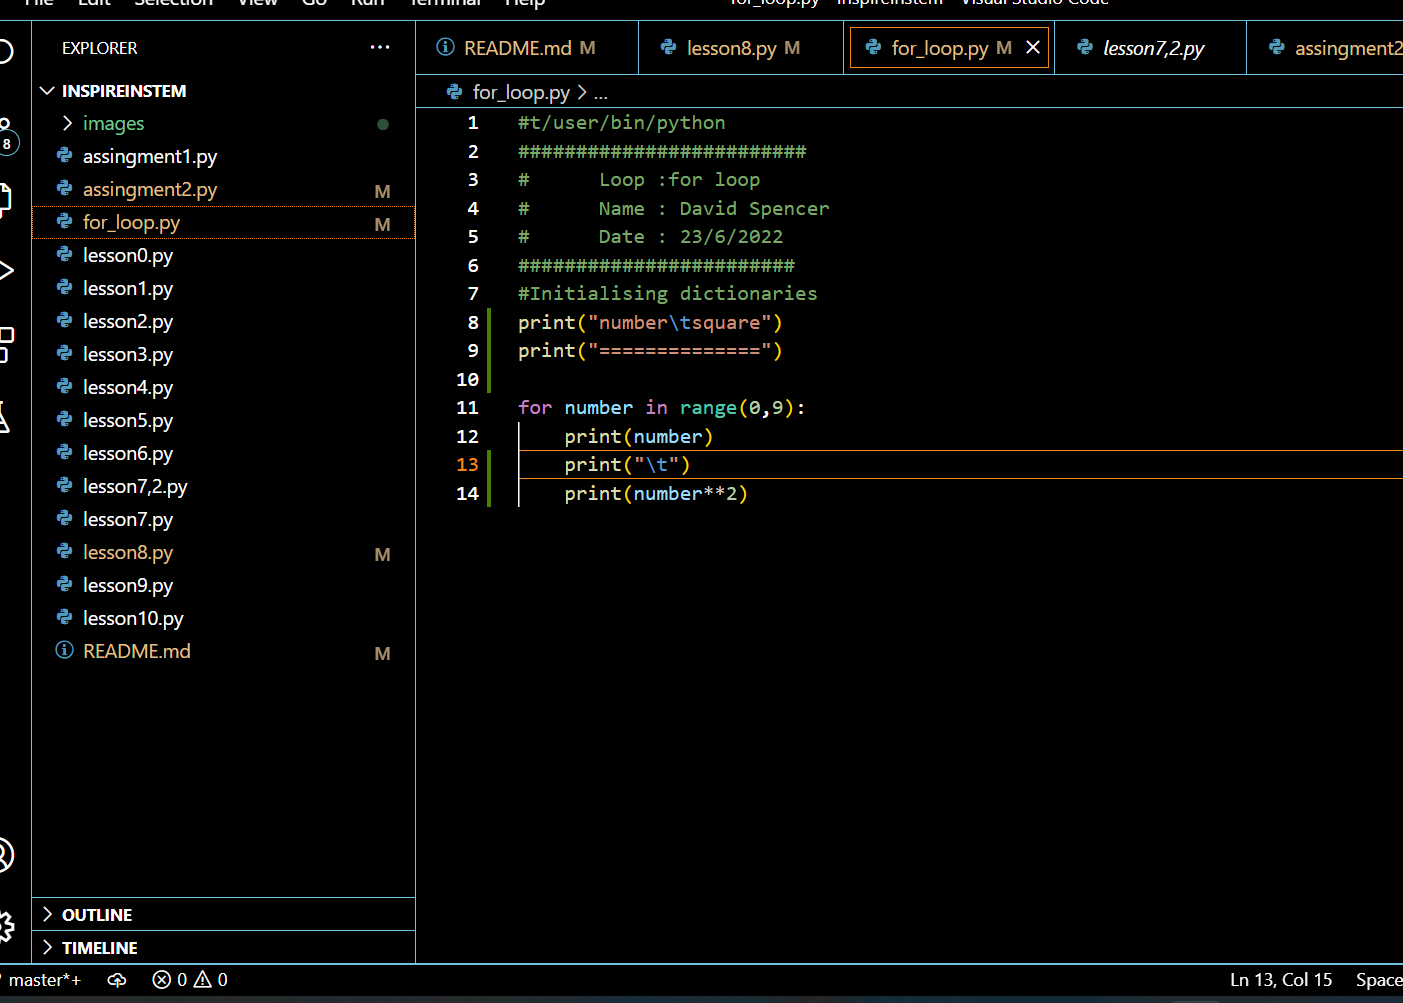 File Edit Selection View Go Run Terminal Help
for_loop.py - inspireinstem - Visual Studio Code
EXPLORER ...
INSPIREINSTEM
images
assingment1.py
assingment2.py M
for_loop.py M
lesson0.py
lesson1.py
lesson2.py
lesson3.py
lesson4.py
lesson5.py
lesson6.py
lesson7,2.py
lesson7.py
lesson8.py M
lesson9.py
lesson10.py
README.md M
OUTLINE
TIMELINE
8
README.md M
lesson8.py M
for_loop.py M
lesson7,2.py
assingment2
for_loop.py > ...
1 #t/user/bin/python
2 #########################
3 #      Loop :for loop
4 #      Name : David Spencer
5 #      Date : 23/6/2022
6 ########################
7 #Initialising dictionaries
8 print("number\tsquare")
9 print("==============")
10
11 for number in range(0,9):
12     print(number)
13     print("\t")
14     print(number**2)
master*+ 0 0
Ln 13, Col 15 Space